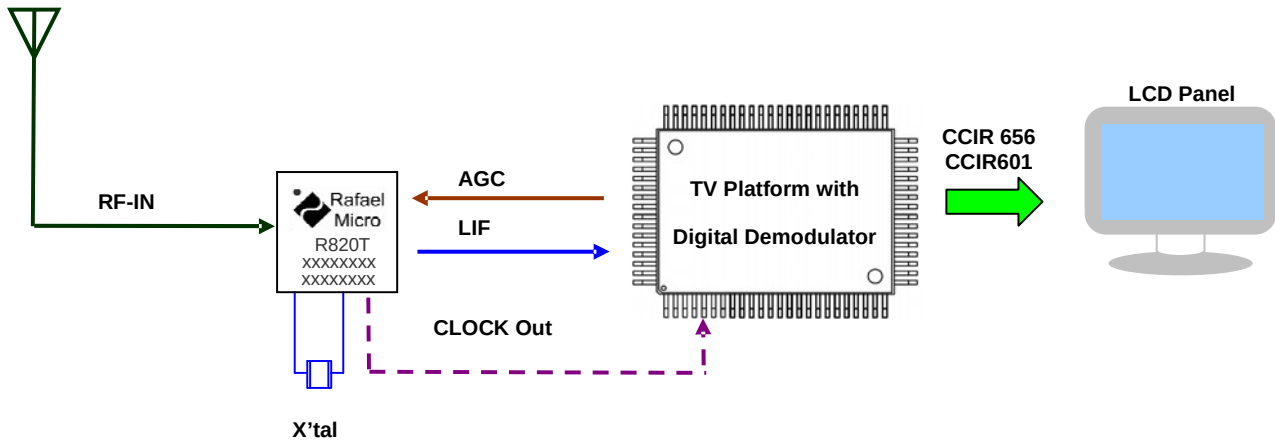 LCD Panel
CCIR 656
CCIR601
RF-IN
Rafael
Micro
R820T
XXXXXXXX
XXXXXXXX
AGC
LIF
TV Platform with
Digital Demodulator
CLOCK Out
X’tal